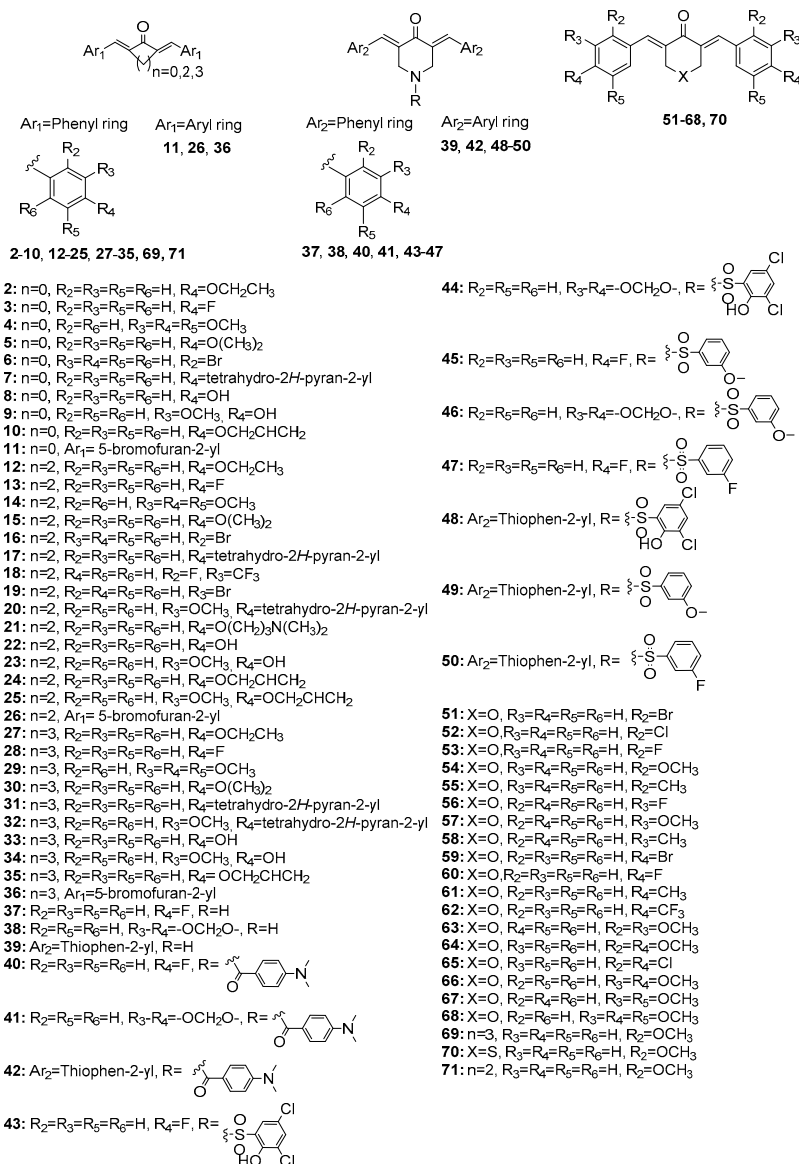 O
Ar1 Ar1
n=0,2,3
Ar1=Phenyl ring Ar1=Aryl ring
11, 26, 36
R2
R3
R6 R4
R5
2-10, 12-25, 27-35, 69, 71
O
Ar2 Ar2
N
R
Ar2=Phenyl ring Ar2=Aryl ring
39, 42, 48-50
R2
R3
R6 R4
R5
37, 38, 40, 41, 43-47
R2 O R2
R3 R3
R4 X R4
R5 R5
51-68, 70
2: n=0, R2=R3=R5=R6=H, R4=OCH2CH3
3: n=0, R2=R3=R5=R6=H, R4=F
4: n=0, R2=R6=H, R3=R4=R5=OCH3
5: n=0, R2=R3=R5=R6=H, R4=O(CH3)2
6: n=0, R3=R4=R5=R6=H, R2=Br
7: n=0, R2=R3=R5=R6=H, R4=tetrahydro-2H-pyran-2-yl
8: n=0, R2=R3=R5=R6=H, R4=OH
9: n=0, R2=R5=R6=H, R3=OCH3, R4=OH
10: n=0, R2=R3=R5=R6=H, R4=OCH2CHCH2
11: n=0, Ar1= 5-bromofuran-2-yl
12: n=2, R2=R3=R5=R6=H, R4=OCH2CH3
13: n=2, R2=R3=R5=R6=H, R4=F
14: n=2, R2=R6=H, R3=R4=R5=OCH3
15: n=2, R2=R3=R5=R6=H, R4=O(CH3)2
16: n=2, R3=R4=R5=R6=H, R2=Br
17: n=2, R2=R3=R5=R6=H, R4=tetrahydro-2H-pyran-2-yl
18: n=2, R4=R5=R6=H, R2=F, R3=CF3
19: n=2, R2=R4=R5=R6=H, R3=Br
20: n=2, R2=R5=R6=H, R3=OCH3, R4=tetrahydro-2H-pyran-2-yl
21: n=2, R2=R3=R5=R6=H, R4=O(CH2)3N(CH3)2
22: n=2, R2=R3=R5=R6=H, R4=OH
23: n=2, R2=R5=R6=H, R3=OCH3, R4=OH
24: n=2, R2=R3=R5=R6=H, R4=OCH2CHCH2
25: n=2, R2=R5=R6=H, R3=OCH3, R4=OCH2CHCH2
26: n=2, Ar1= 5-bromofuran-2-yl
27: n=3, R2=R3=R5=R6=H, R4=OCH2CH3
28: n=3, R2=R3=R5=R6=H, R4=F
29: n=3, R2=R6=H, R3=R4=R5=OCH3
30: n=3, R2=R3=R5=R6=H, R4=O(CH3)2
31: n=3, R2=R3=R5=R6=H, R4=tetrahydro-2H-pyran-2-yl
32: n=3, R2=R5=R6=H, R3=OCH3, R4=tetrahydro-2H-pyran-2-yl
33: n=3, R2=R3=R5=R6=H, R4=OH
34: n=3, R2=R5=R6=H, R3=OCH3, R4=OH
35: n=3, R2=R3=R5=R6=H, R4= OCH2CHCH2
36: n=3, Ar1=5-bromofuran-2-yl
37: R2=R3=R5=R6=H, R4=F, R=H
38: R2=R5=R6=H, R3-R4=-OCH2O-, R=H
39: Ar2=Thiophen-2-yl, R=H
40: R2=R3=R5=R6=H, R4=F, R=
O N
41: R2=R5=R6=H, R3-R4=-OCH2O-, R=
O N
42: Ar2=Thiophen-2-yl, R=
O N
43: R2=R3=R5=R6=H, R4=F, R=
O S O HO Cl Cl
44: R2=R5=R6=H, R3-R4=-OCH2O-, R=
O S O HO Cl Cl
45: R2=R3=R5=R6=H, R4=F, R=
O S O O
46: R2=R5=R6=H, R3-R4=-OCH2O-, R=
O S O O
47: R2=R3=R5=R6=H, R4=F, R=
O S O F
48: Ar2=Thiophen-2-yl, R=
O S O HO Cl Cl
49: Ar2=Thiophen-2-yl, R=
O S O O
50: Ar2=Thiophen-2-yl, R=
O S O F
51: X=O, R3=R4=R5=R6=H, R2=Br
52: X=O,R3=R4=R5=R6=H, R2=Cl
53: X=O,R3=R4=R5=R6=H, R2=F
54: X=O, R3=R4=R5=R6=H, R2=OCH3
55: X=O, R3=R4=R5=R6=H, R2=CH3
56: X=O, R2=R4=R5=R6=H, R3=F
57: X=O, R2=R4=R5=R6=H, R3=OCH3
58: X=O, R2=R4=R5=R6=H, R3=CH3
59: X=O, R2=R3=R5=R6=H, R4=Br
60: X=O,R2=R3=R5=R6=H, R4=F
61: X=O, R2=R3=R5=R6=H, R4=CH3
62: X=O, R2=R3=R5=R6=H, R4=CF3
63: X=O, R4=R5=R6=H, R2=R3=OCH3
64: X=O, R3=R5=R6=H, R2=R4=OCH3
65: X=O, R3=R5=R6=H, R2=R4=Cl
66: X=O, R2=R5=R6=H, R3=R4=OCH3
67: X=O, R2=R4=R6=H, R3=R5=OCH3
68: X=O, R2=R6=H, R3=R4=R5=OCH3
69: n=3, R3=R4=R5=R6=H, R2=OCH3
70: X=S, R3=R4=R5=R6=H, R2=OCH3
71: n=2, R3=R4=R5=R6=H, R2=OCH3